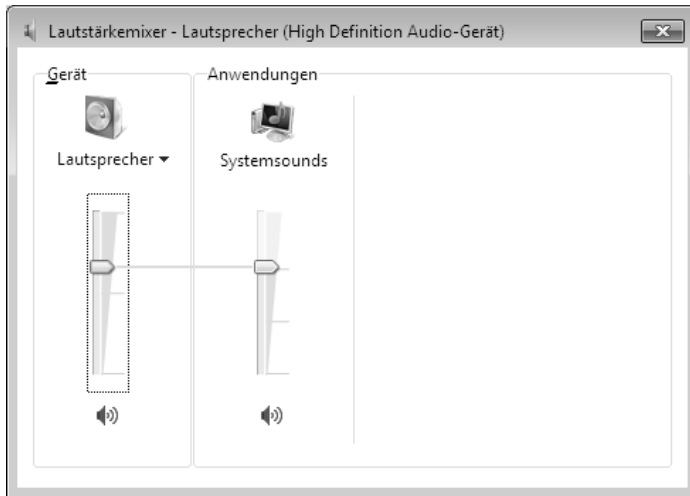 Lautstärkemixer - Lautsprecher (High Definition Audio-Gerät)
Gerät
Anwendungen
Lautsprecher
Systemsounds